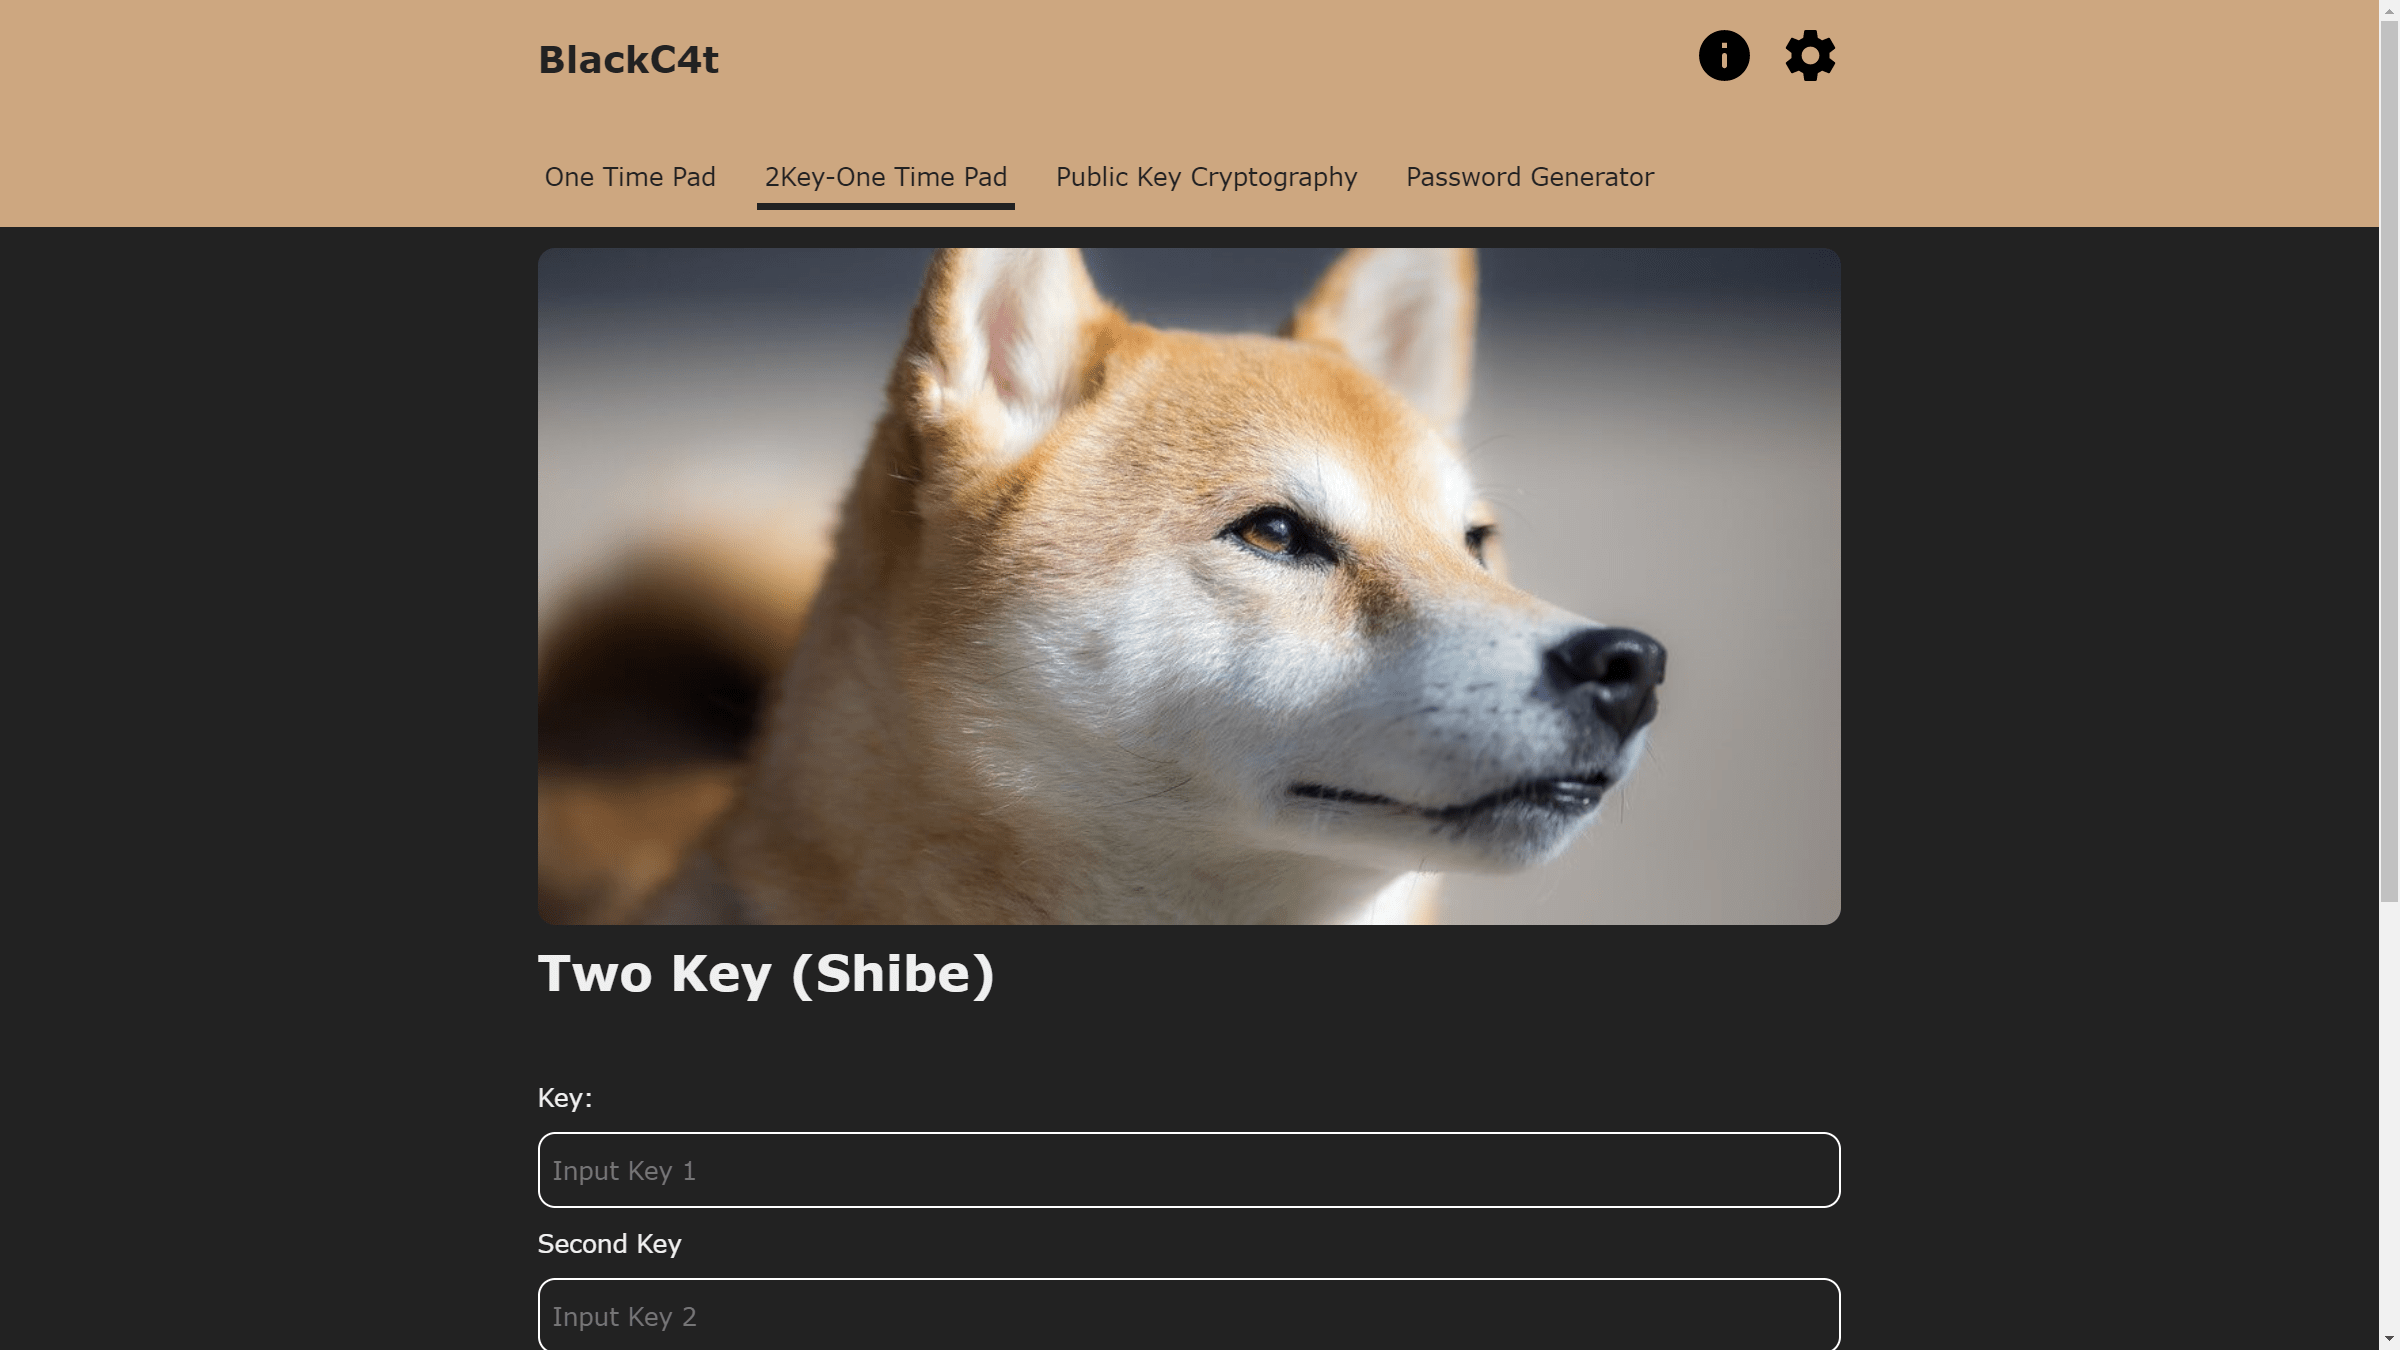 BlackC4t
One Time Pad 2Key-One Time Pad Public Key Cryptography Password Generator
Two Key (Shibe)
Key:
Input Key 1
Second Key
Input Key 2